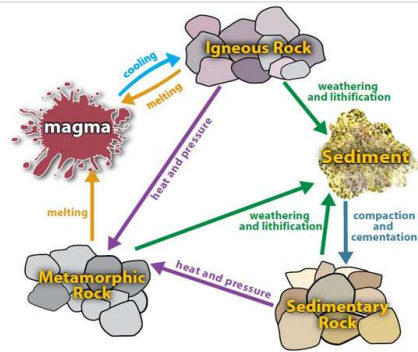 Igneous Rock
cooling
melting
magma
weathering
and lithification
heat and pressure
Sediment
melting
weathering
and lithification
compaction
and
cementation
Metamorphic
Rock
heat and pressure
Sedimentary
Rock